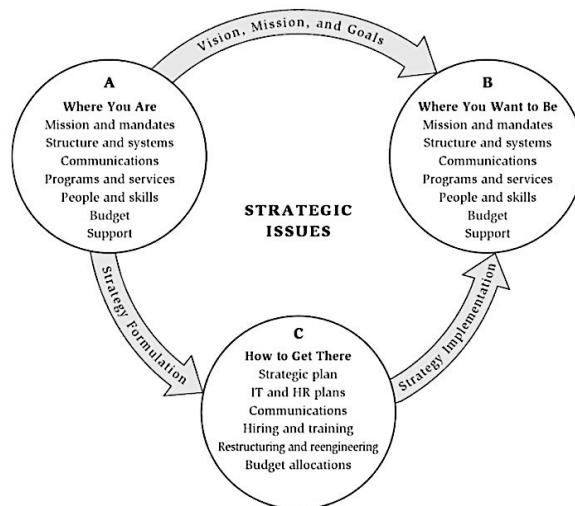 Vision, Mission, and Goals
A
Where You Are
Mission and mandates
Structure and systems
Communications
Programs and services
People and skills
Budget
Support
B
Where You Want to Be
Mission and mandates
Structure and systems
Communications
Programs and services
People and skills
Budget
Support
STRATEGIC
ISSUES
Strategy Formulation
C
How to Get There
Strategic plan
IT and HR plans
Communications
Hiring and training
Restructuring and reengineering
Budget allocations
Strategy Implementation